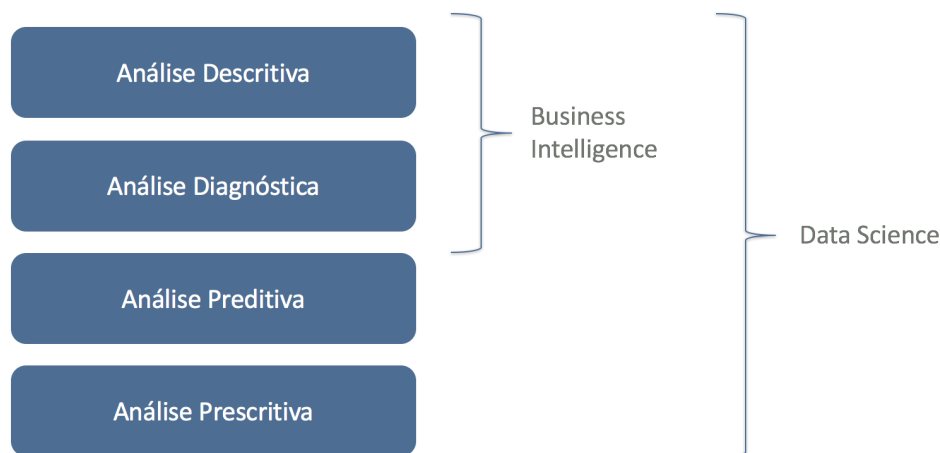 Análise Descritiva
Business
Intelligence
Análise Diagnóstica
Data Science
Análise Preditiva
Análise Prescritiva